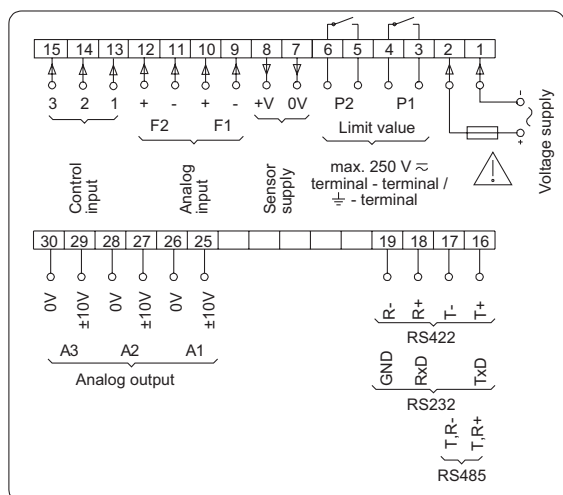 15 14 13 12 11 10 9 8 7 6 5 4 3 2 1
3 2 1 + - + - +V 0V P2 P1 -
F2 F1 Limit value +
Voltage supply
Control input
Analog input
Sensor supply
max. 250 V ⎓
terminal - terminal /
⏚ - terminal
!
30 29 28 27 26 25 19 18 17 16
0V ±10V 0V ±10V 0V ±10V R- R+ T- T+
A3 A2 A1 RS422
Analog output
GND RxD TxD
RS232
T,R- T,R+
RS485